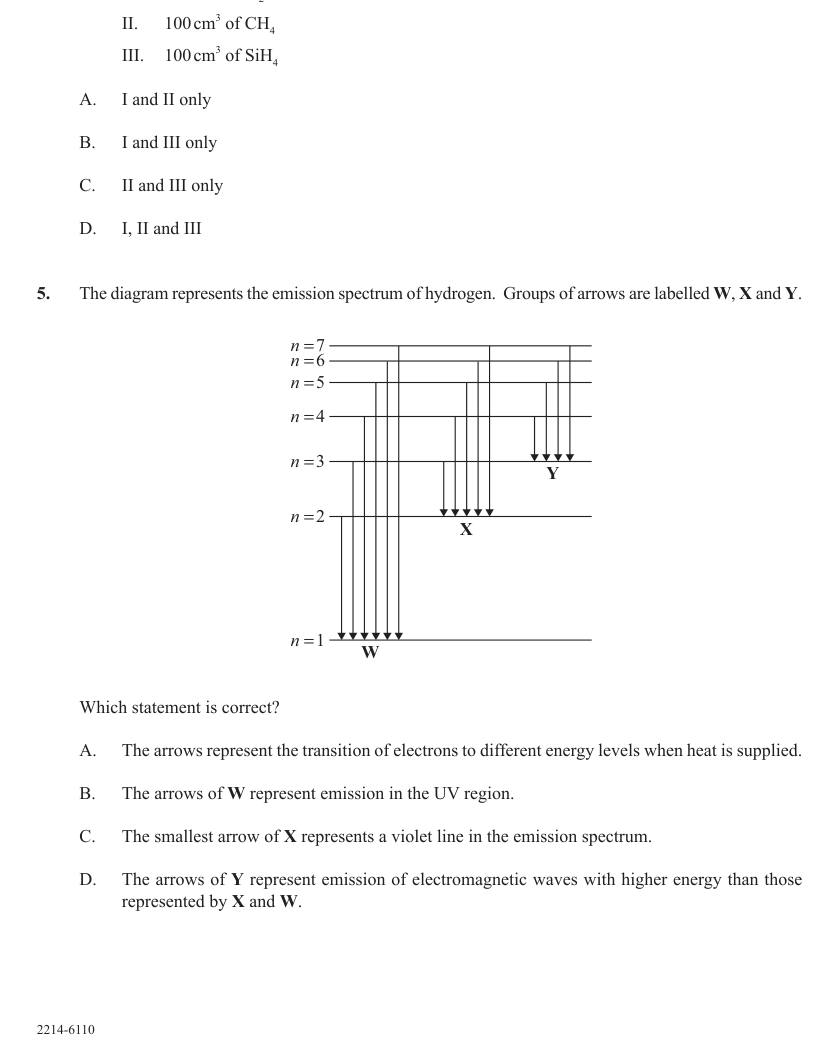 II. 100 cm³ of CH₄
III. 100 cm³ of SiH₄
A. I and II only
B. I and III only
C. II and III only
D. I, II and III
5. The diagram represents the emission spectrum of hydrogen. Groups of arrows are labelled W, X and Y.
n = 7
n = 6
n = 5
n = 4
n = 3
Y
n = 2
X
n = 1
W
Which statement is correct?
A. The arrows represent the transition of electrons to different energy levels when heat is supplied.
B. The arrows of W represent emission in the UV region.
C. The smallest arrow of X represents a violet line in the emission spectrum.
D. The arrows of Y represent emission of electromagnetic waves with higher energy than those
represented by X and W.
2214-6110